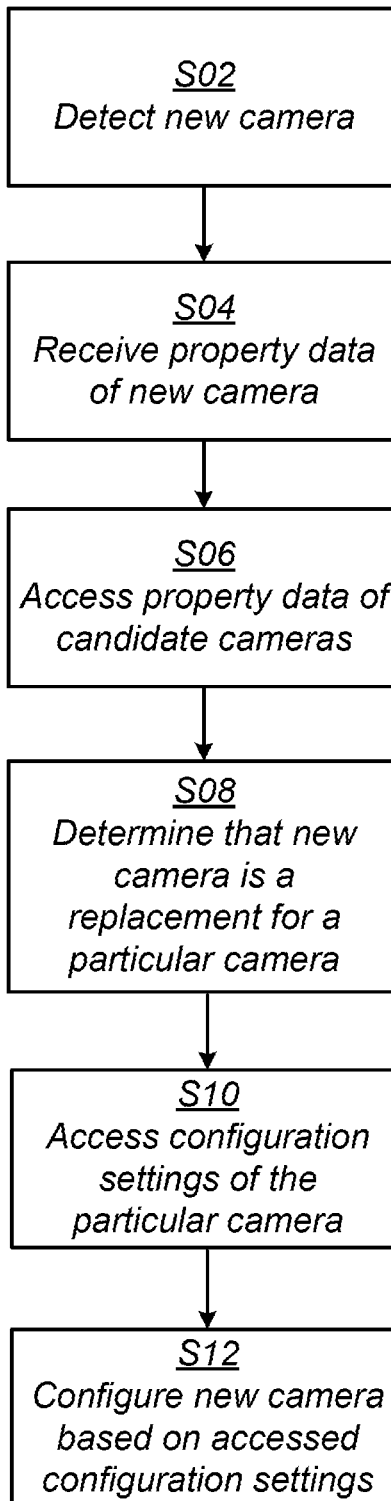 S02
Detect new camera
S04
Receive property data
of new camera
S06
Access property data of
candidate cameras
S08
Determine that new
camera is a
replacement for a
particular camera
S10
Access configuration
settings of the
particular camera
S12
Configure new camera
based on accessed
configuration settings